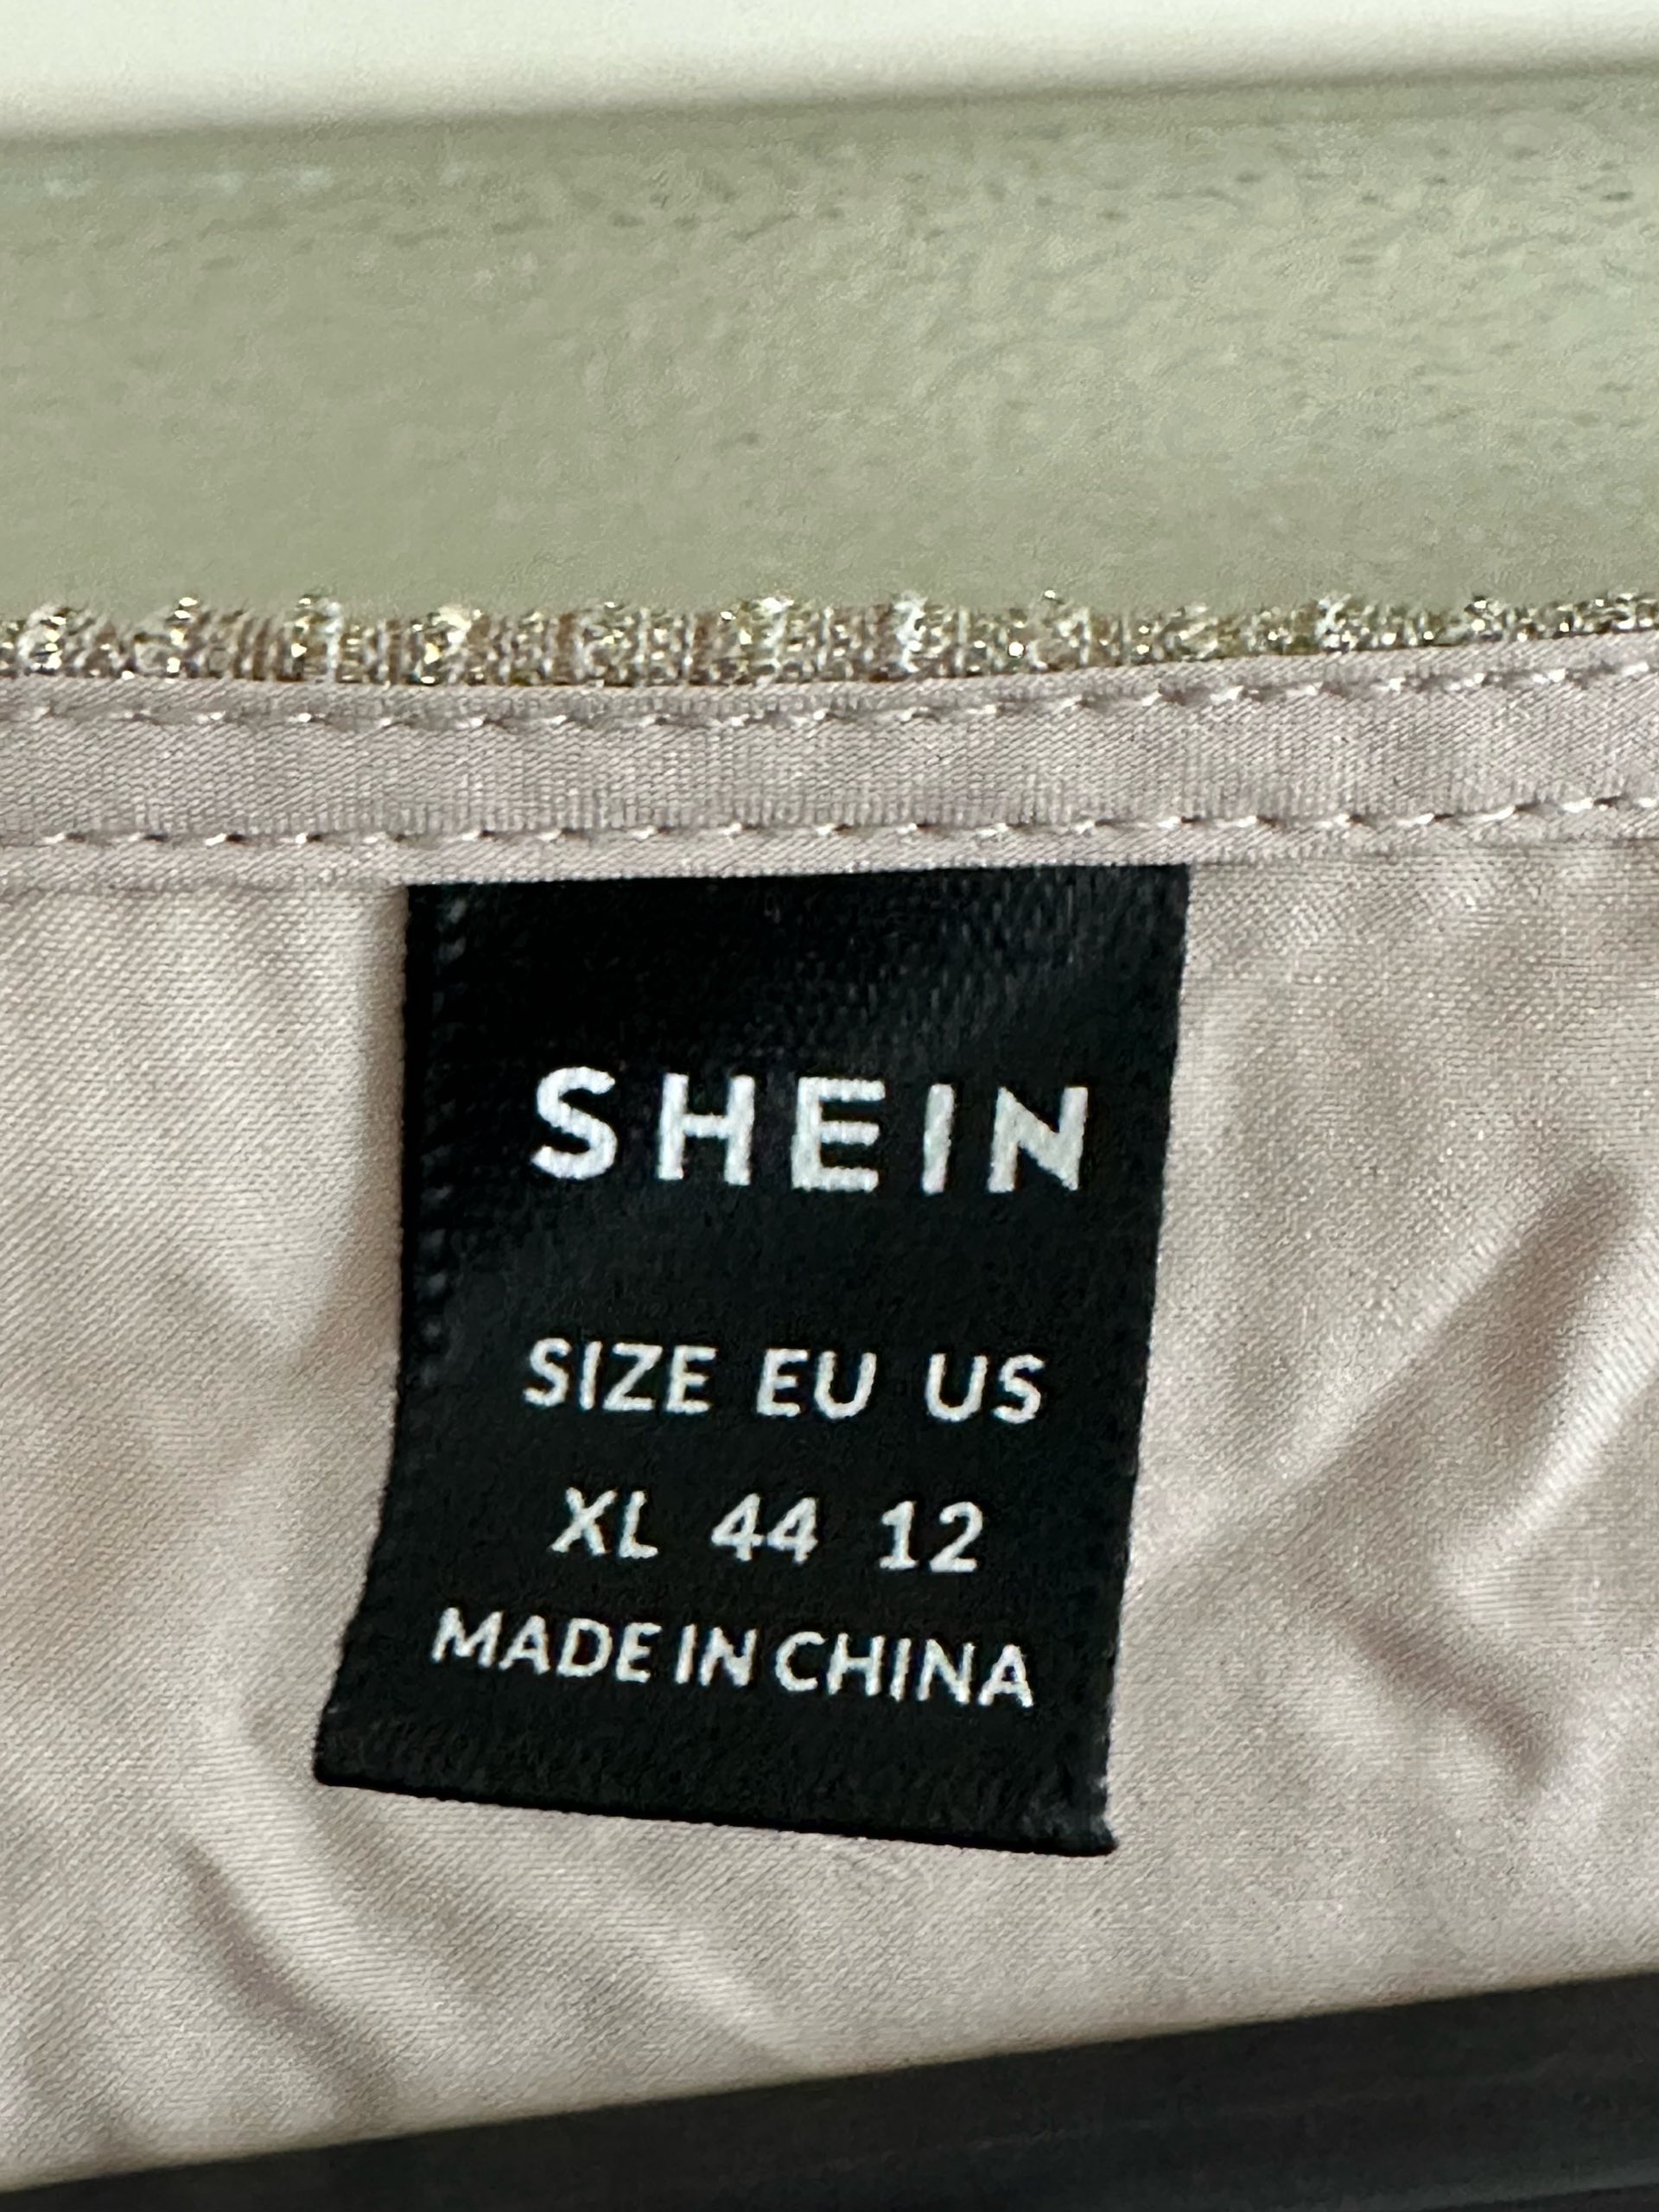 SHEIN
SIZE EU US
XL 44 12
MADE IN CHINA